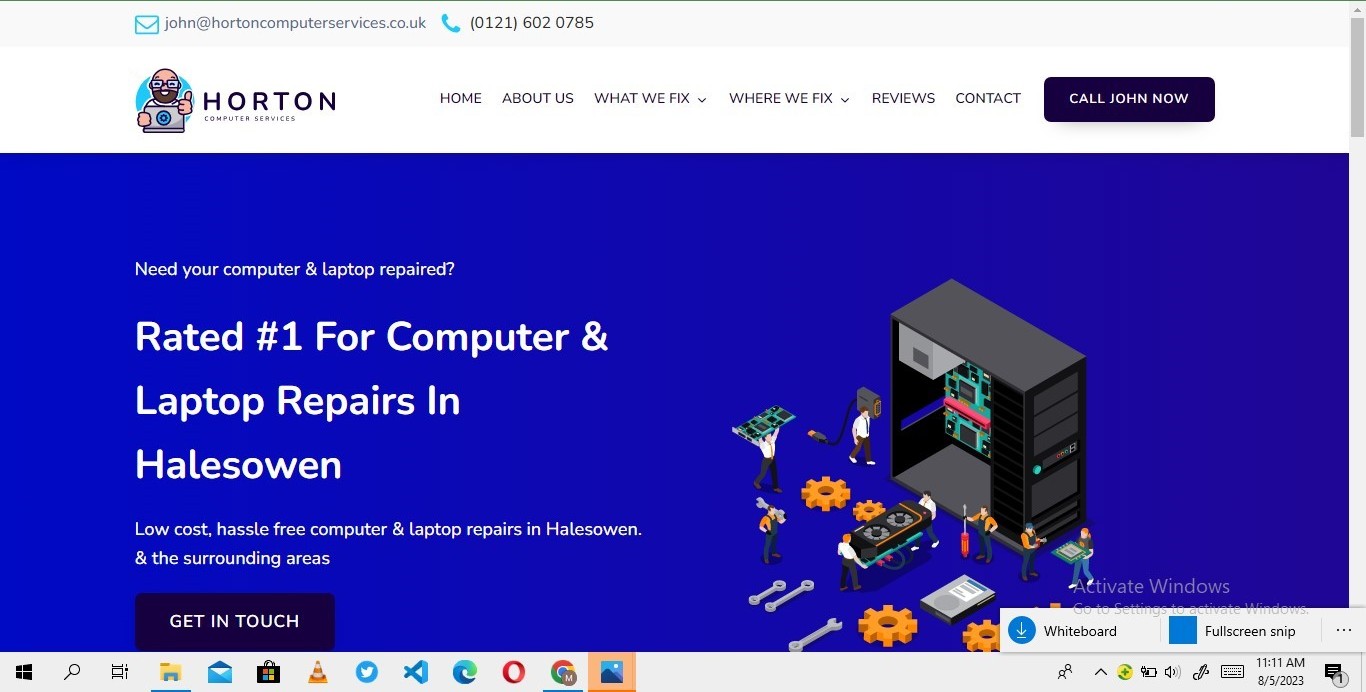 john@hortoncomputerservices.co.uk (0121) 602 0785
HORTON
COMPUTER SERVICES
HOME ABOUT US WHAT WE FIX WHERE WE FIX REVIEWS CONTACT CALL JOHN NOW
Need your computer & laptop repaired?
Rated #1 For Computer &
Laptop Repairs In
Halesowen
Low cost, hassle free computer & laptop repairs in Halesowen.
& the surrounding areas
GET IN TOUCH
Activate Windows
Go to Settings to activate Windows.
Whiteboard Fullscreen snip
M
11:11 AM
8/5/2023
1